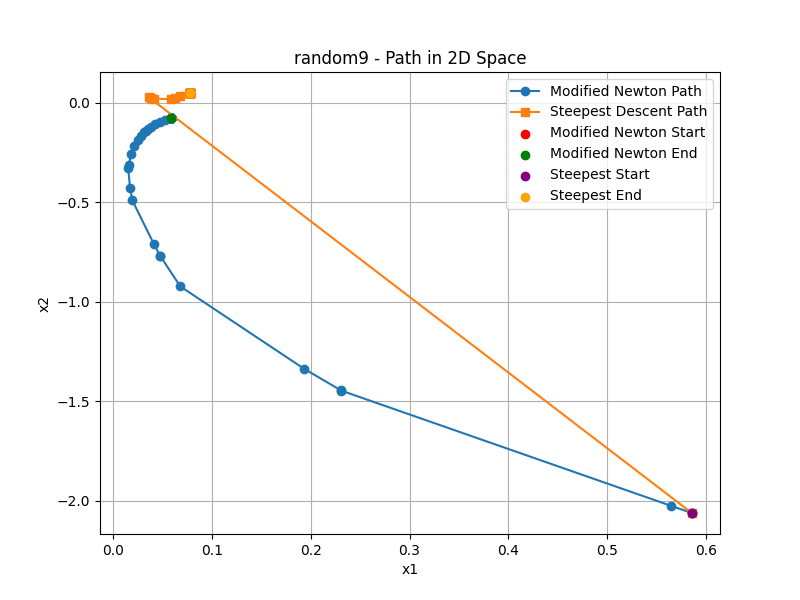 random9 - Path in 2D Space
Modified Newton Path
Steepest Descent Path
Modified Newton Start
Modified Newton End
Steepest Start
Steepest End
0.0
−0.5
−1.0
−1.5
−2.0
x2
0.0 0.1 0.2 0.3 0.4 0.5 0.6
x1